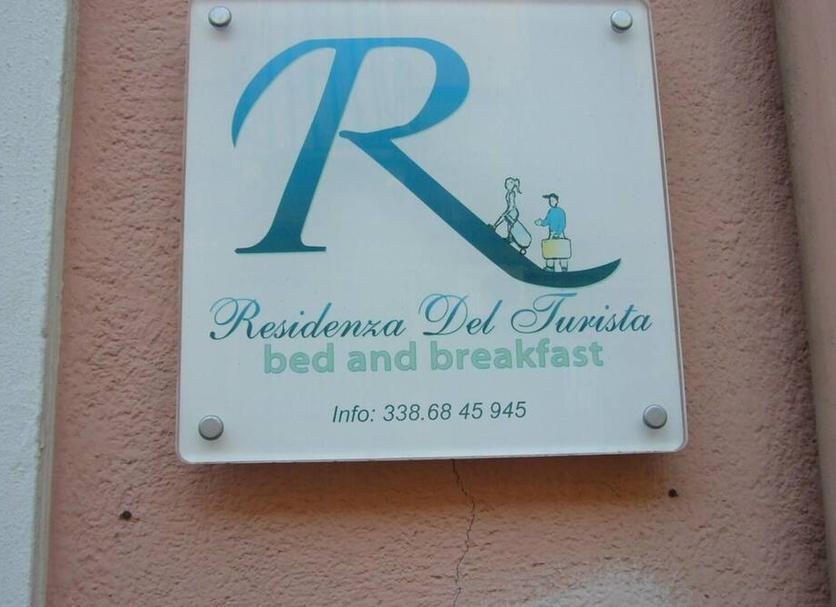 R
Residenza Del Turista
bed and breakfast
Info: 338.68 45 945